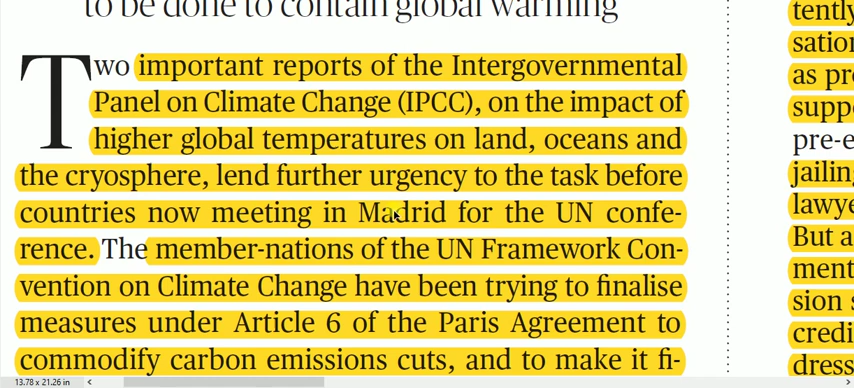 to be done to contain global warming
Two important reports of the Intergovernmental
Panel on Climate Change (IPCC), on the impact of
higher global temperatures on land, oceans and
the cryosphere, lend further urgency to the task before
countries now meeting in Madrid for the UN confe-
rence. The member-nations of the UN Framework Con-
vention on Climate Change have been trying to finalise
measures under Article 6 of the Paris Agreement to
commodify carbon emissions cuts, and to make it fi-
tently
sation
as pr
supp
pre-e
jailin
lawye
But a
ment
sion s
credi
dress
13.78 x 21.26 in